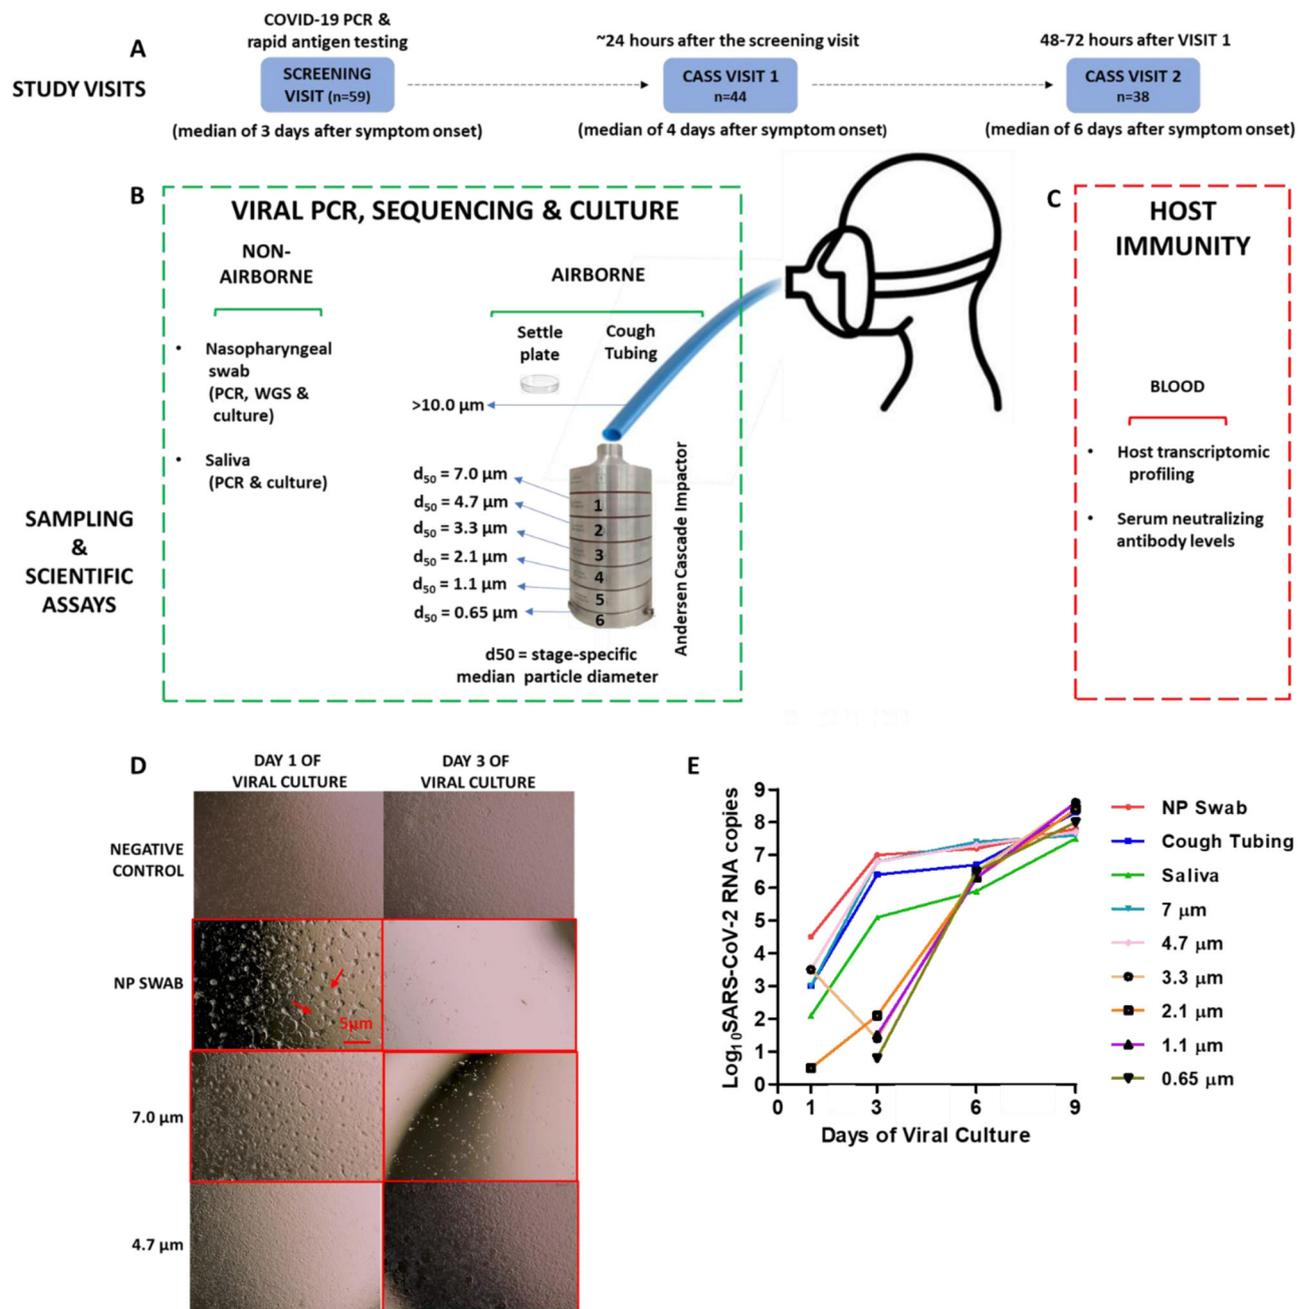 A
STUDY VISITS
COVID-19 PCR &
rapid antigen testing
SCREENING
VISIT (n=59)
(median of 3 days after symptom onset)
~24 hours after the screening visit
CASS VISIT 1
n=44
(median of 4 days after symptom onset)
48-72 hours after VISIT 1
CASS VISIT 2
n=38
(median of 6 days after symptom onset)
SAMPLING
&
SCIENTIFIC
ASSAYS
B
VIRAL PCR, SEQUENCING & CULTURE
NON-
AIRBORNE
• Nasopharyngeal
swab
(PCR, WGS &
culture)
• Saliva
(PCR & culture)
AIRBORNE
Settle
plate
Cough
Tubing
>10.0 µm
d50 = 7.0 µm
d50 = 4.7 µm
d50 = 3.3 µm
d50 = 2.1 µm
d50 = 1.1 µm
d50 = 0.65 µm
1
2
3
4
5
6
Andersen Cascade Impactor
d50 = stage-specific
median particle diameter
C
HOST
IMMUNITY
BLOOD
• Host transcriptomic
profiling
• Serum neutralizing
antibody levels
D
DAY 1 OF
VIRAL CULTURE
DAY 3 OF
VIRAL CULTURE
NEGATIVE
CONTROL
NP SWAB
5µm
7.0 µm
4.7 µm
E
Log10SARS-CoV-2 RNA copies
9
8
7
6
5
4
3
2
1
0
0 1 3 6 9
Days of Viral Culture
NP Swab
Cough Tubing
Saliva
7 µm
4.7 µm
3.3 µm
2.1 µm
1.1 µm
0.65 µm